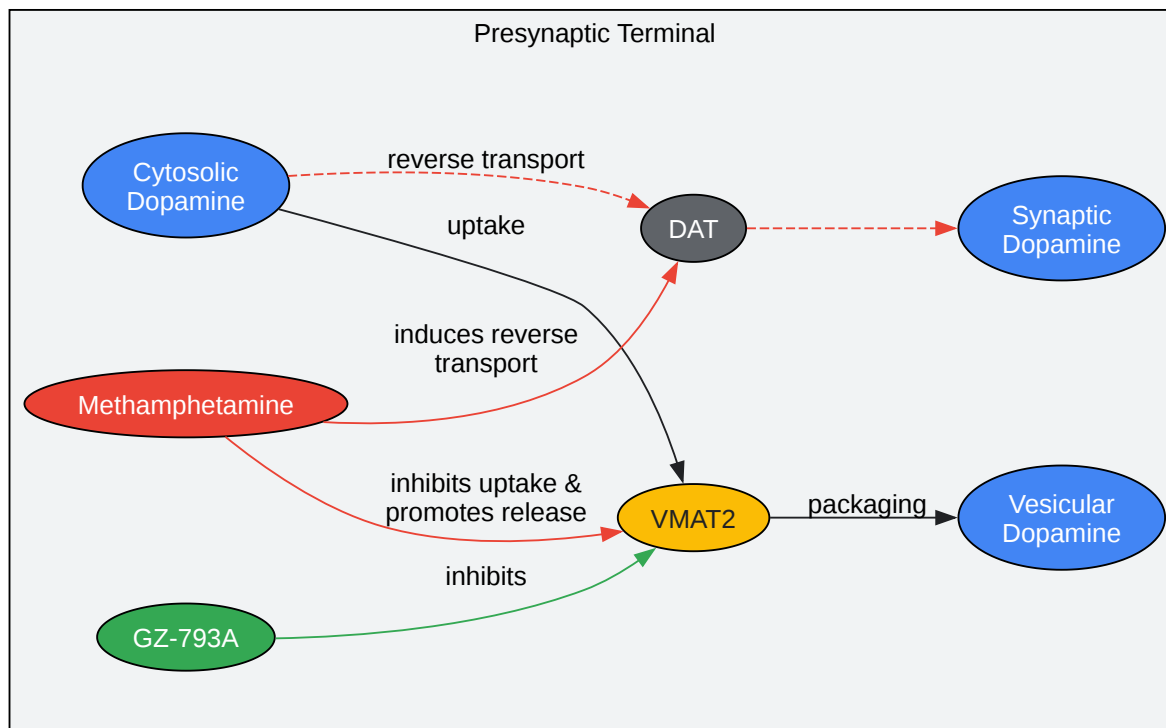 Presynaptic Terminal
Cytosolic
Dopamine
reverse transport
uptake
DAT
Synaptic
Dopamine
induces reverse
transport
Methamphetamine
inhibits uptake &
promotes release
VMAT2
packaging
Vesicular
Dopamine
inhibits
GZ-793A